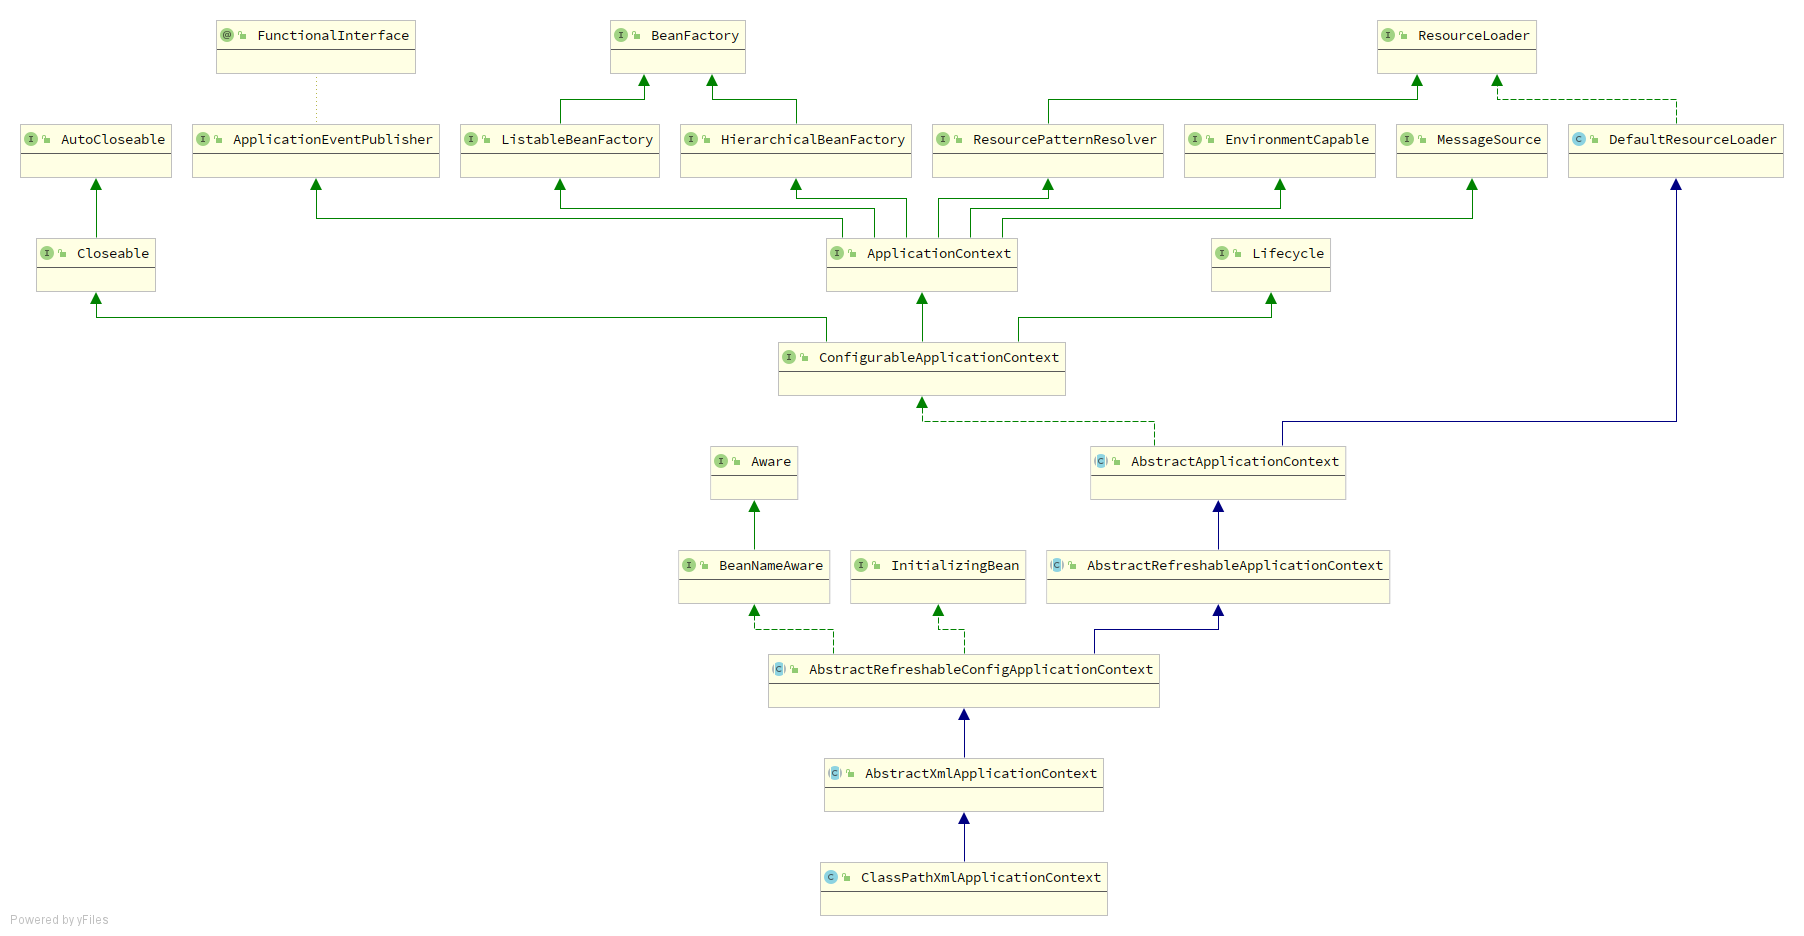 FunctionalInterface
BeanFactory
ResourceLoader
AutoCloseable
ApplicationEventPublisher
ListableBeanFactory
HierarchicalBeanFactory
ResourcePatternResolver
EnvironmentCapable
MessageSource
DefaultResourceLoader
Closeable
ApplicationContext
Lifecycle
ConfigurableApplicationContext
Aware
AbstractApplicationContext
BeanNameAware
InitializingBean
AbstractRefreshableApplicationContext
AbstractRefreshableConfigApplicationContext
AbstractXmlApplicationContext
ClassPathXmlApplicationContext
Powered by yFiles